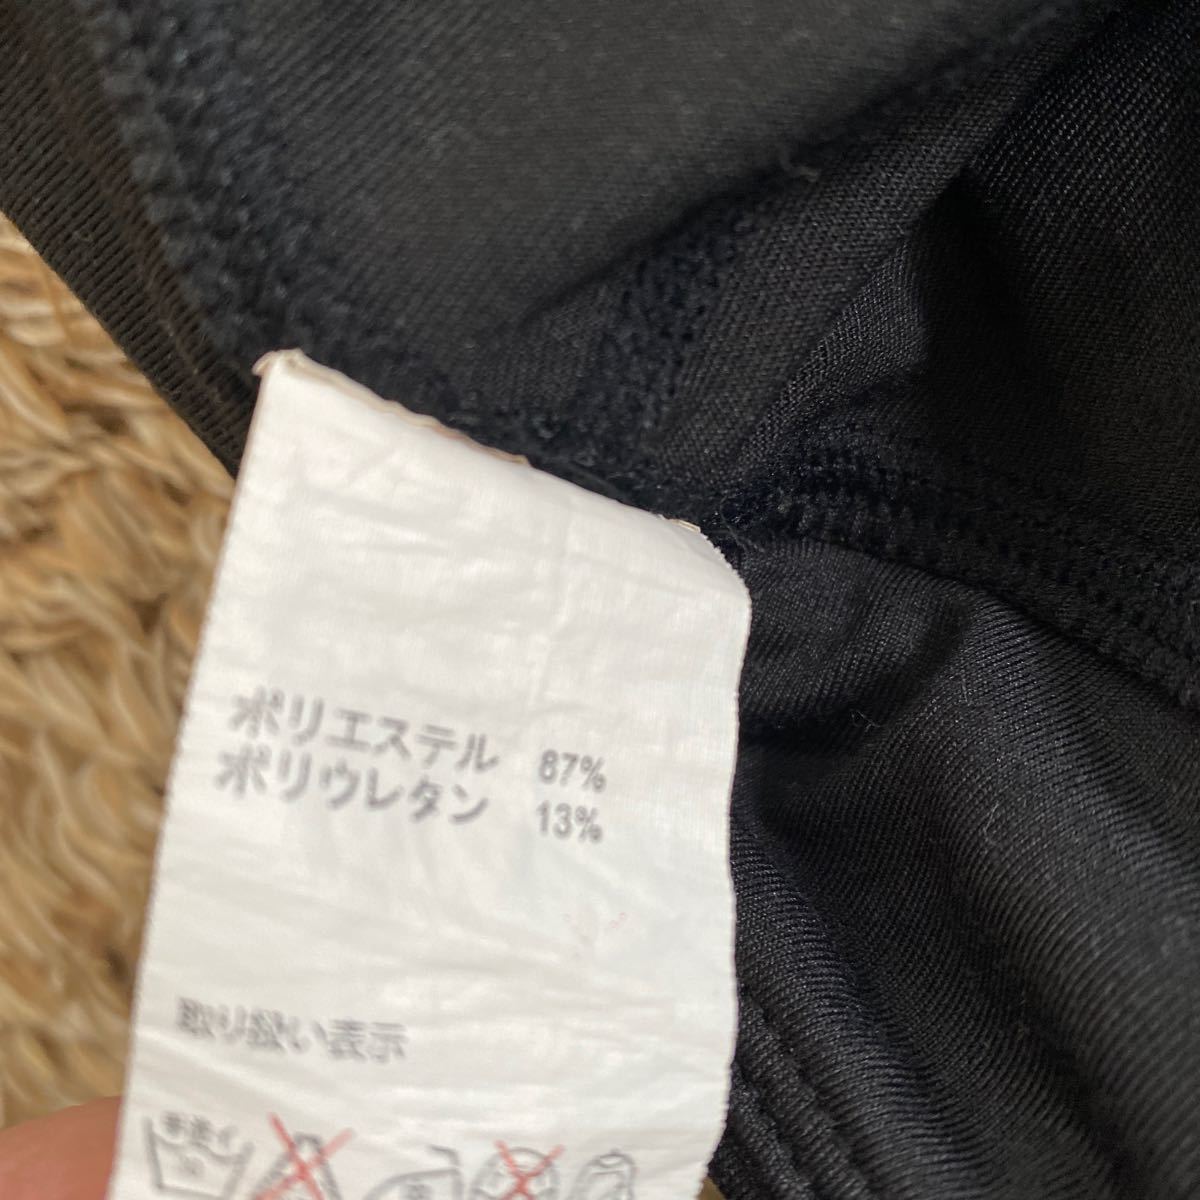 ポリエステル 87%
ポリウレタン 13%
取り扱い表示